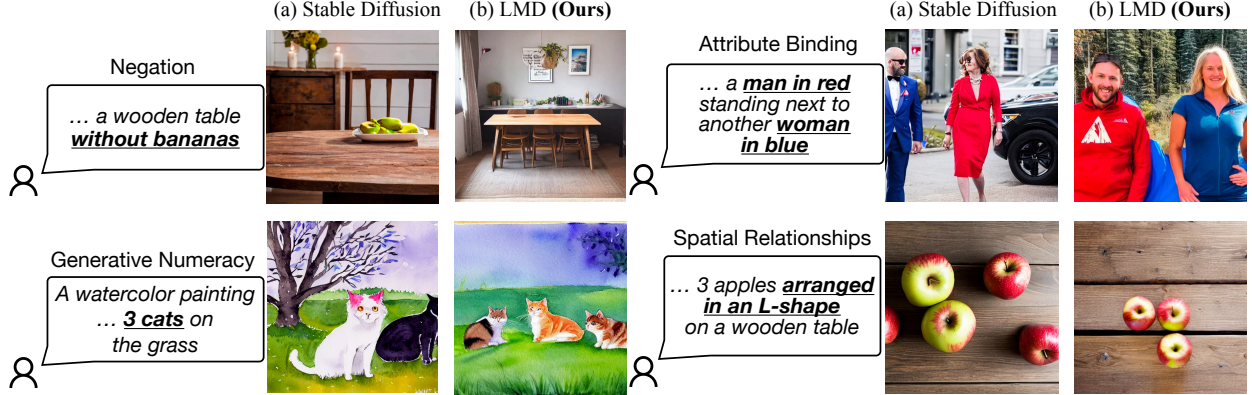 (a) Stable Diffusion
(b) LMD (Ours)
Negation
... a wooden table
without bananas
(a) Stable Diffusion
(b) LMD (Ours)
Attribute Binding
... a man in red
standing next to
another woman
in blue
Generative Numeracy
A watercolor painting
... 3 cats on
the grass
Spatial Relationships
... 3 apples arranged
in an L-shape
on a wooden table